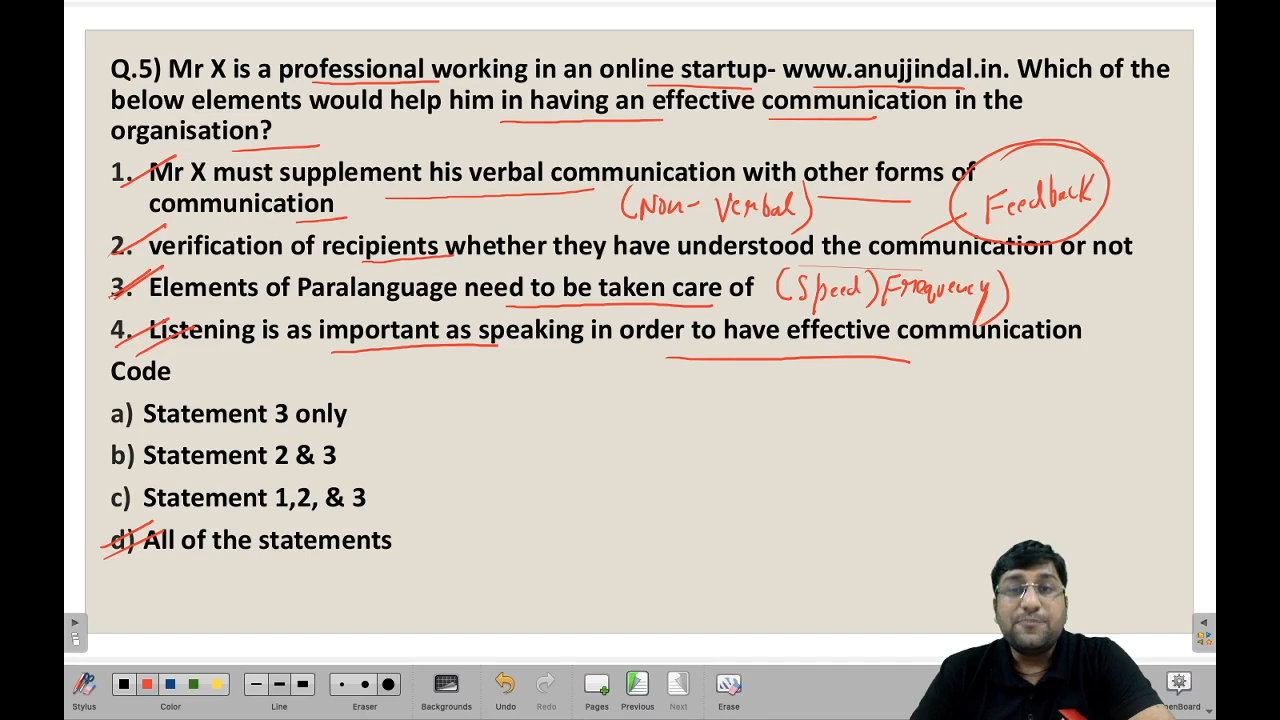 Q.5) Mr X is a professional working in an online startup- www.anujjindal.in. Which of the
below elements would help him in having an effective communication in the
organisation?
1. Mr X must supplement his verbal communication with other forms of
communication
(Non- Verbal)
Feedback
2. verification of recipients whether they have understood the communication or not
3. Elements of Paralanguage need to be taken care of
(Speed) Frequency)
4. Listening is as important as speaking in order to have effective communication
Code
a) Statement 3 only
b) Statement 2 & 3
c) Statement 1,2, & 3
d) All of the statements
Stylus
Color
Line
Eraser
Backgrounds
Undo
Redo
Pages
Previous
Next
Erase
enBoard